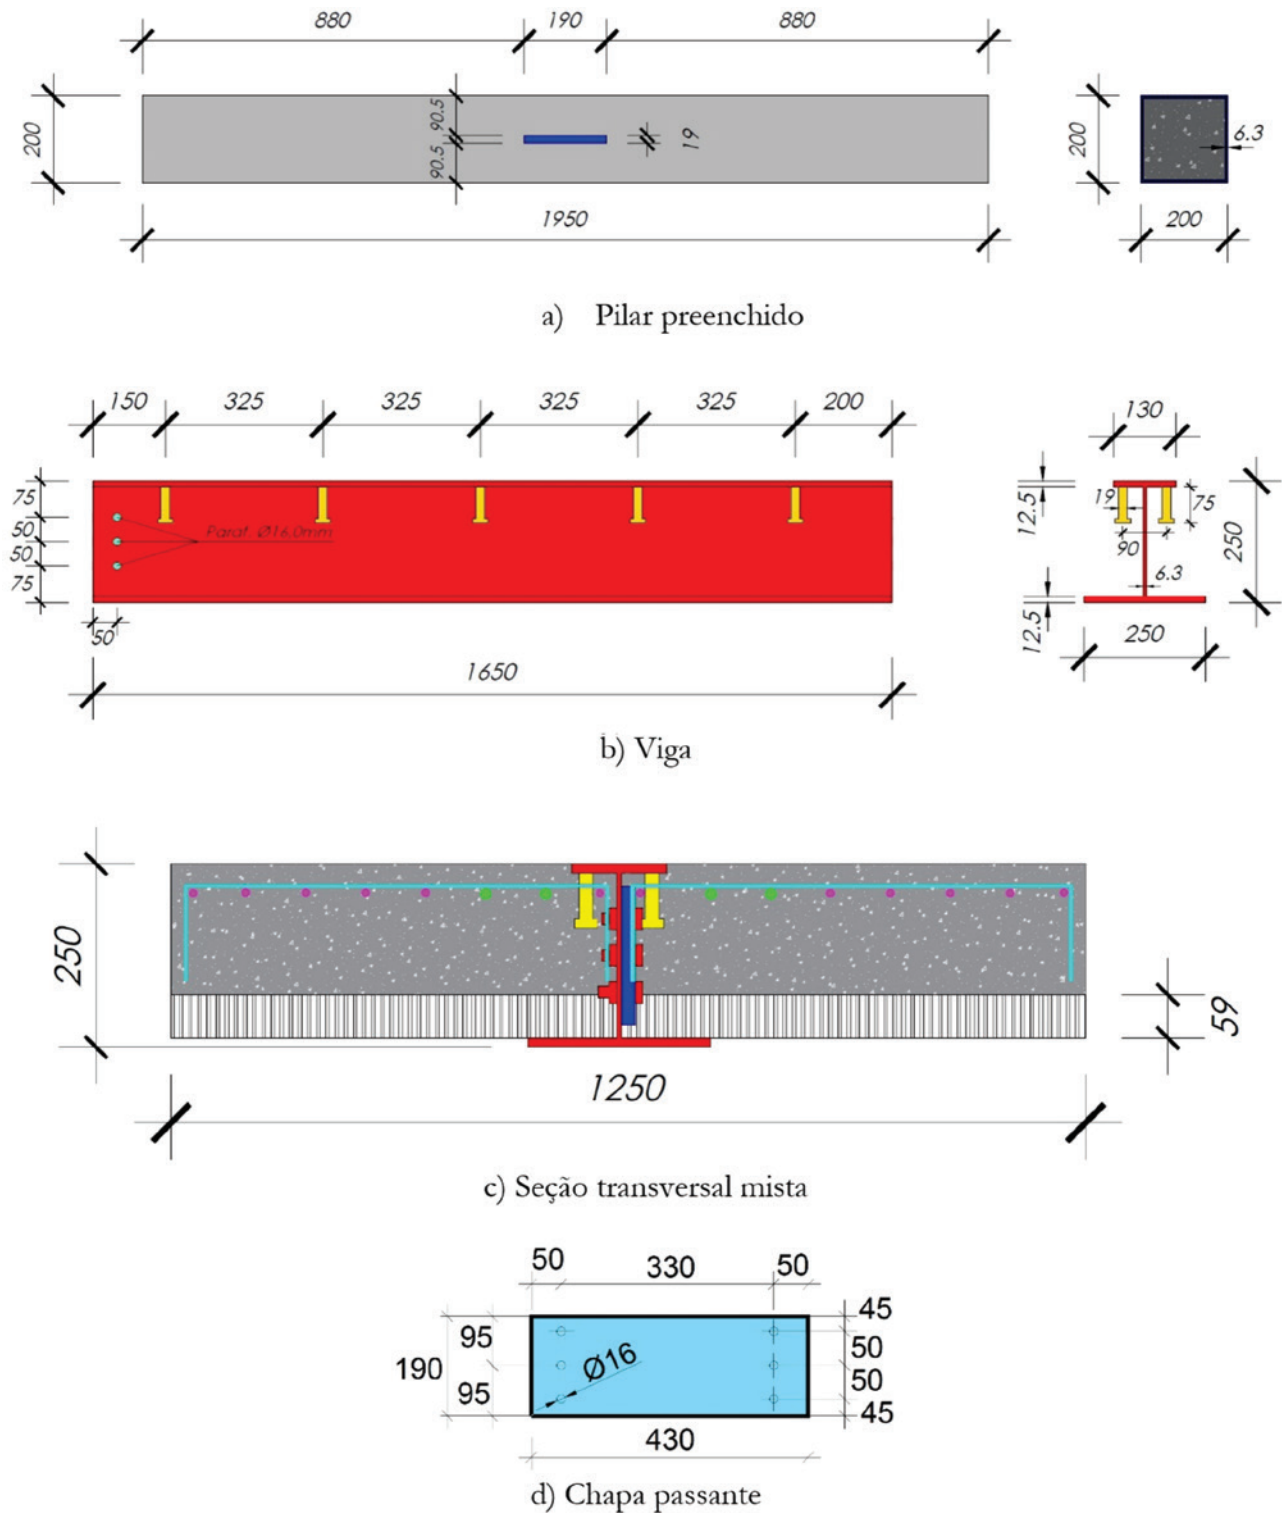 880 190 880
200 90.5 90.5 19 200 6.3
1950 200
a) Pilar preenchido
150 325 325 325 325 200 130
75 50 50 75 Paraf. Ø16,0mm 12.5 19 75 90 6.3 250 12.5
50 250
1650
b) Viga
250 59
1250
c) Seção transversal mista
50 330 50
190 95 95 Ø16 45 50 50 45
430
d) Chapa passante